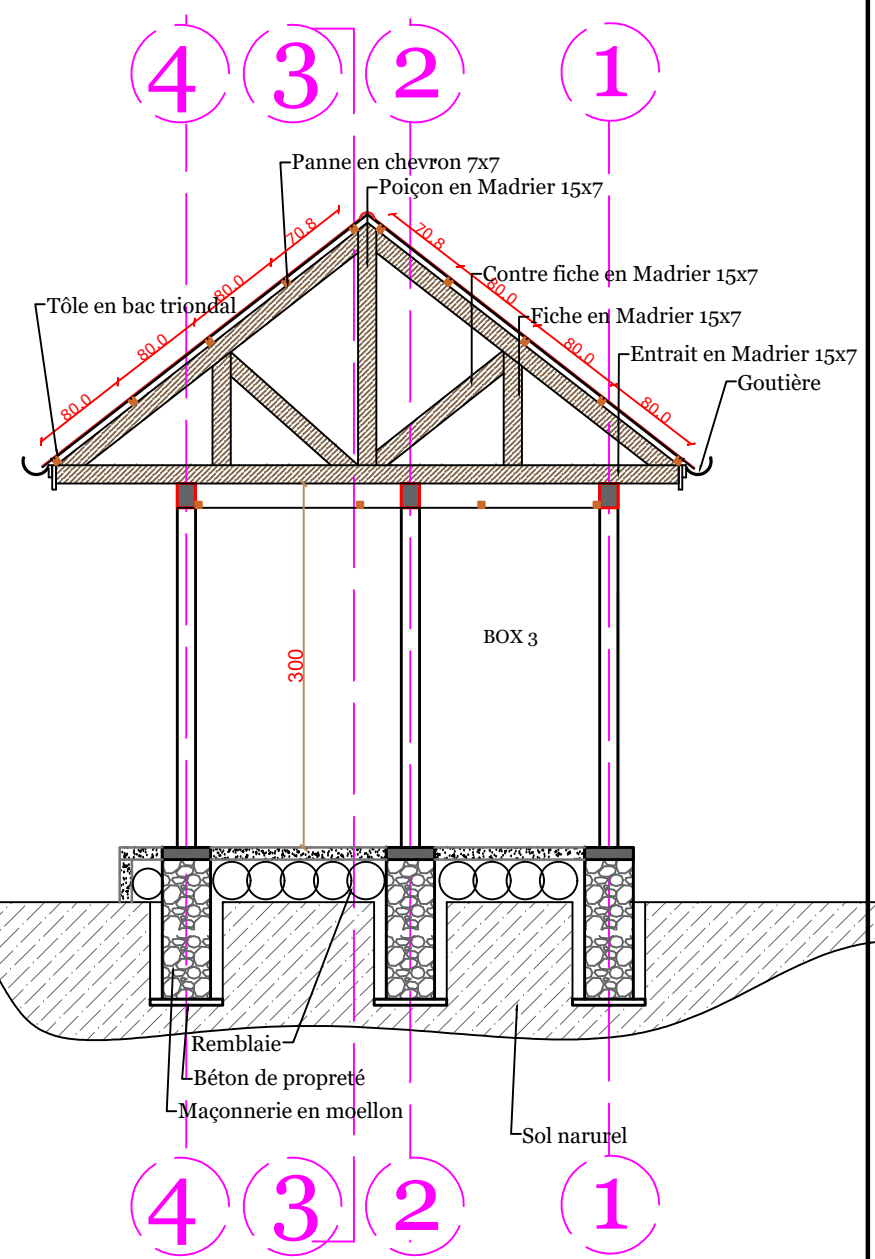 4 3 2 1
Panne en chevron 7x7
Poiçon en Madrier 15x7
70.8 70.8
Contre fiche en Madrier 15x7
80.0 80.0
Tôle en bac triondal
Fiche en Madrier 15x7
80.0 80.0
Entrait en Madrier 15x7
Goutière
80.0 80.0
BOX 3
300
Remblaie
Béton de propreté
Maçonnerie en moellon
Sol narurel
4 3 2 1